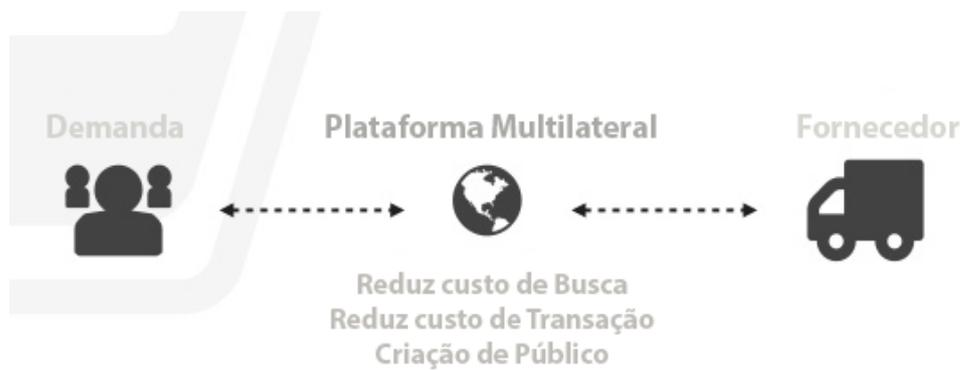 Demanda
Plataforma Multilateral
Fornecedor
Reduz custo de Busca
Reduz custo de Transação
Criação de Público